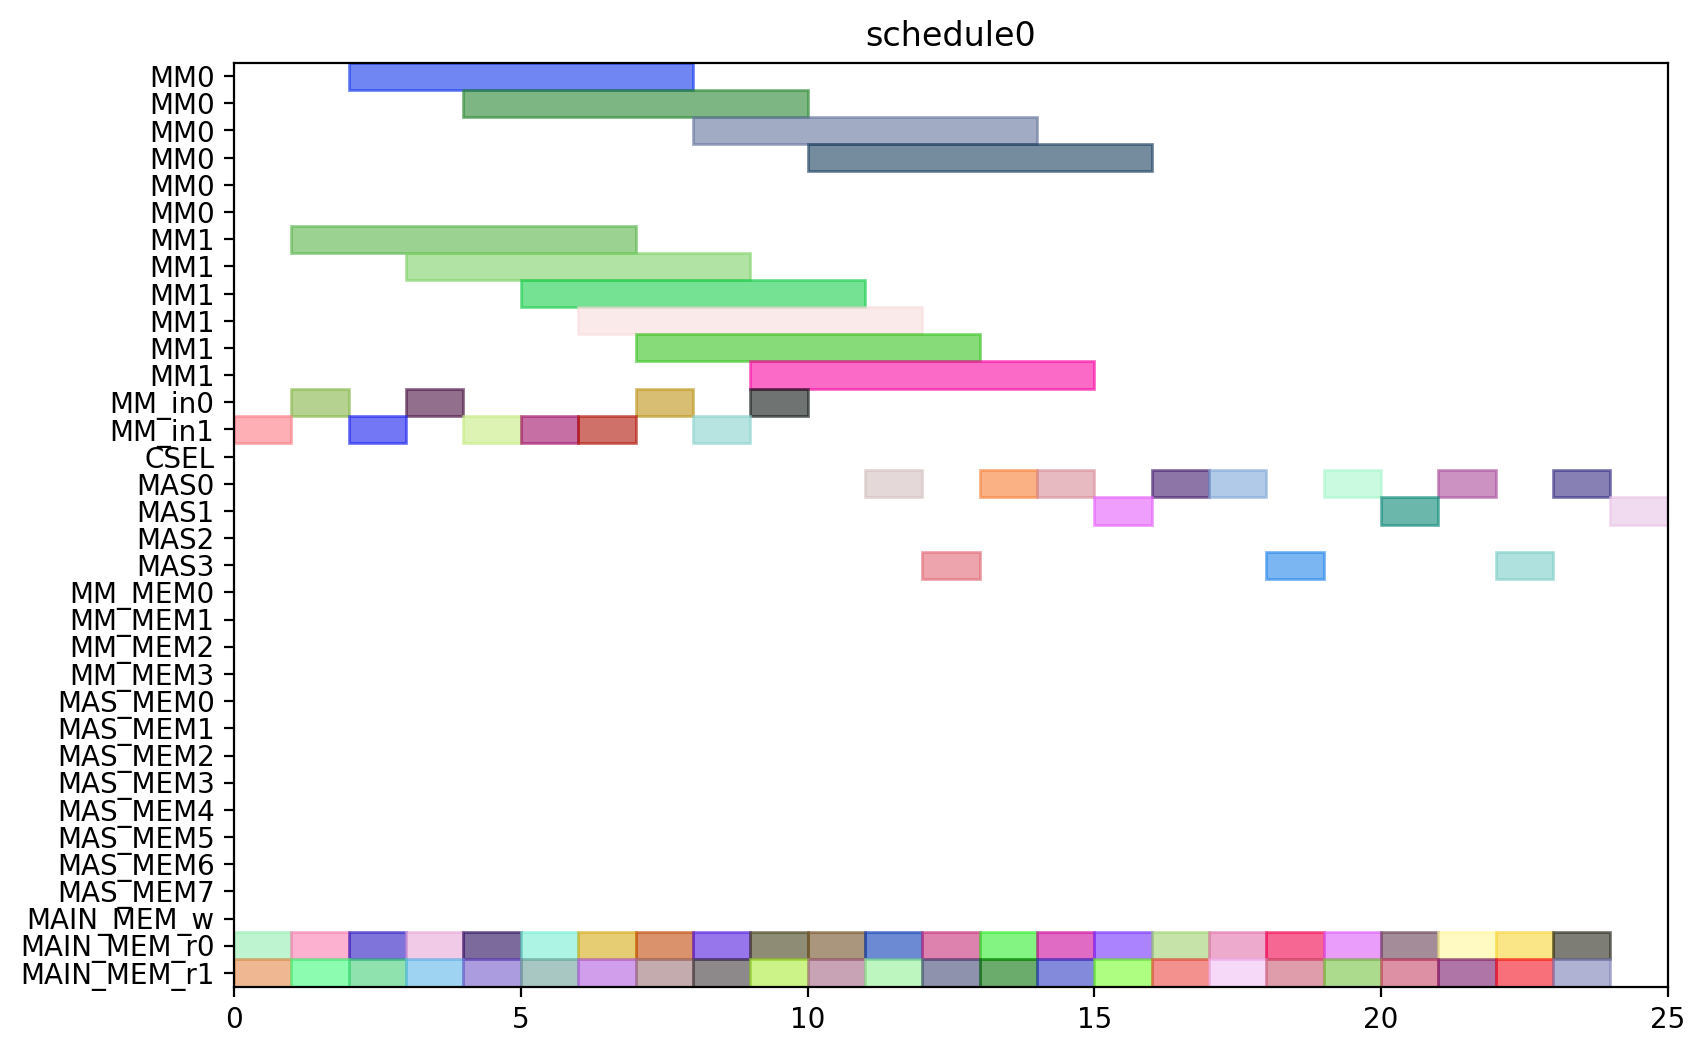 schedule0
MM0
MM0
MM0
MM0
MM0
MM0
MM1
MM1
MM1
MM1
MM1
MM1
MM_in0
MM_in1
CSEL
MAS0
MAS1
MAS2
MAS3
MM_MEM0
MM_MEM1
MM_MEM2
MM_MEM3
MAS_MEM0
MAS_MEM1
MAS_MEM2
MAS_MEM3
MAS_MEM4
MAS_MEM5
MAS_MEM6
MAS_MEM7
MAIN_MEM_w
MAIN_MEM_r0
MAIN_MEM_r1
0 5 10 15 20 25